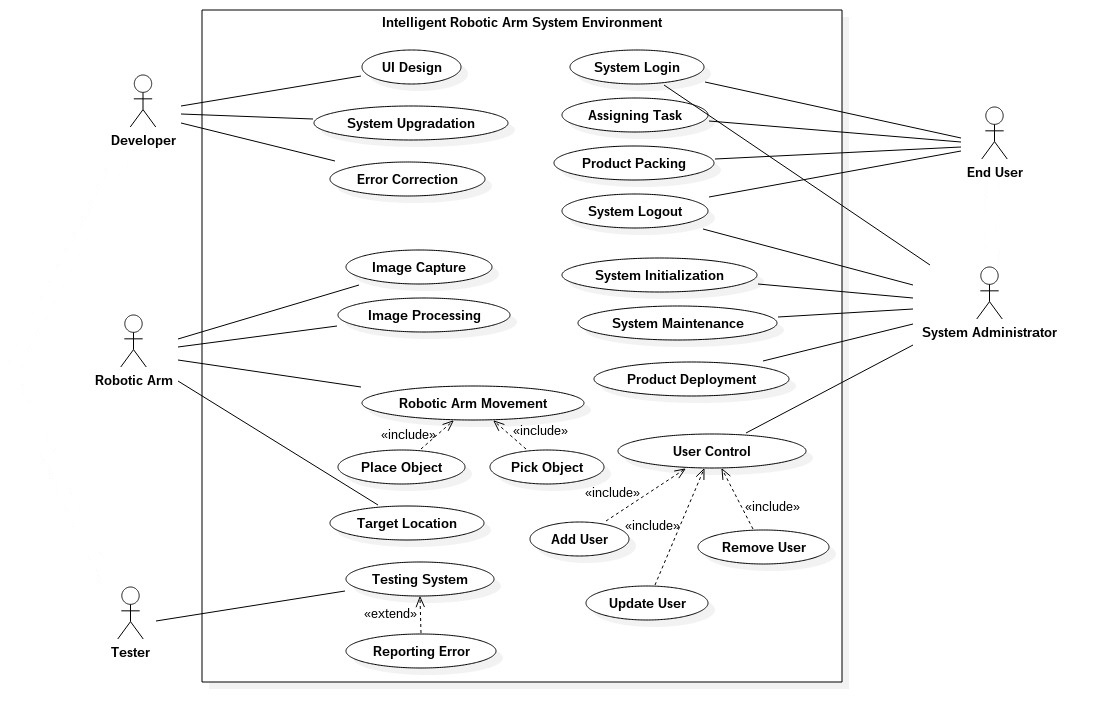 Intelligent Robotic Arm System Environment
UI Design
System Login
Developer
System Upgradation
Assigning Task
Error Correction
Product Packing
End User
System Logout
Image Capture
System Initialization
Image Processing
System Maintenance
System Administrator
Robotic Arm
Product Deployment
Robotic Arm Movement
«include»
«include»
Place Object
Pick Object
User Control
«include»
«include»
«include»
Target Location
Add User
Remove User
Testing System
Update User
«extend»
Tester
Reporting Error